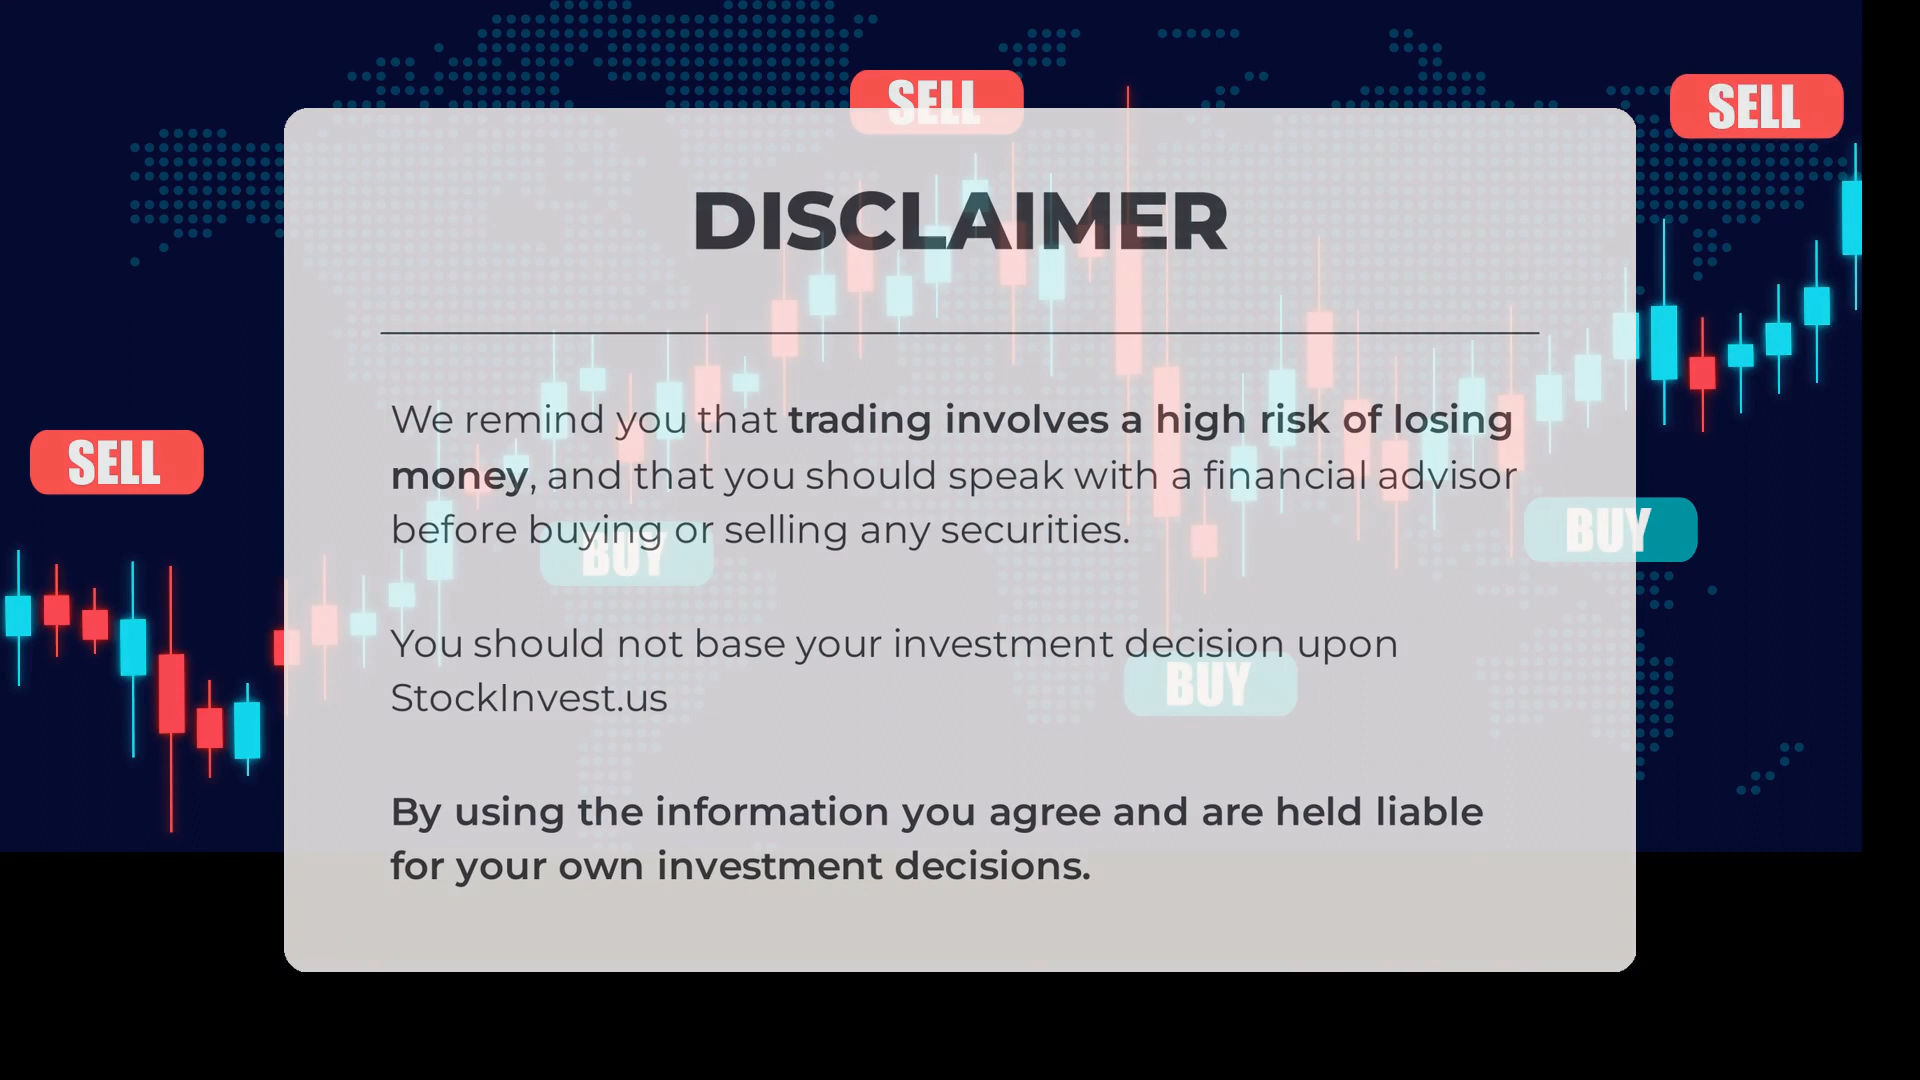 SELL
SELL
DISCLAIMER
We remind you that trading involves a high risk of losing
money, and that you should speak with a financial advisor
before buying or selling any securities.
SELL
BUY
BUY
You should not base your investment decision upon
StockInvest.us
BUY
By using the information you agree and are held liable
for your own investment decisions.